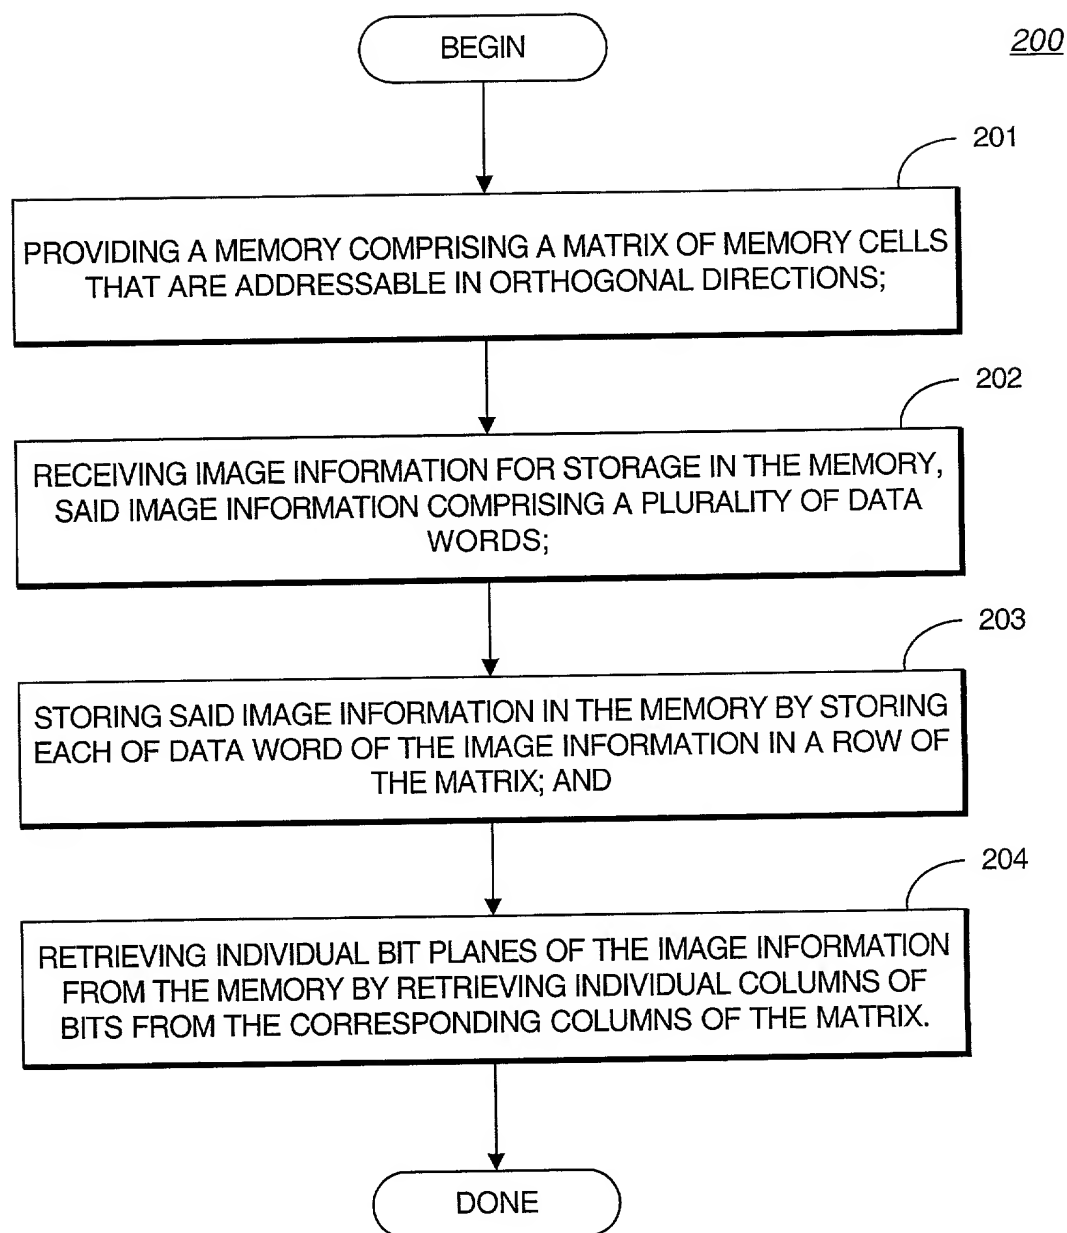 BEGIN
200
201
PROVIDING A MEMORY COMPRISING A MATRIX OF MEMORY CELLS
THAT ARE ADDRESSABLE IN ORTHOGONAL DIRECTIONS;
202
RECEIVING IMAGE INFORMATION FOR STORAGE IN THE MEMORY,
SAID IMAGE INFORMATION COMPRISING A PLURALITY OF DATA
WORDS;
203
STORING SAID IMAGE INFORMATION IN THE MEMORY BY STORING
EACH OF DATA WORD OF THE IMAGE INFORMATION IN A ROW OF
THE MATRIX; AND
204
RETRIEVING INDIVIDUAL BIT PLANES OF THE IMAGE INFORMATION
FROM THE MEMORY BY RETRIEVING INDIVIDUAL COLUMNS OF
BITS FROM THE CORRESPONDING COLUMNS OF THE MATRIX.
DONE